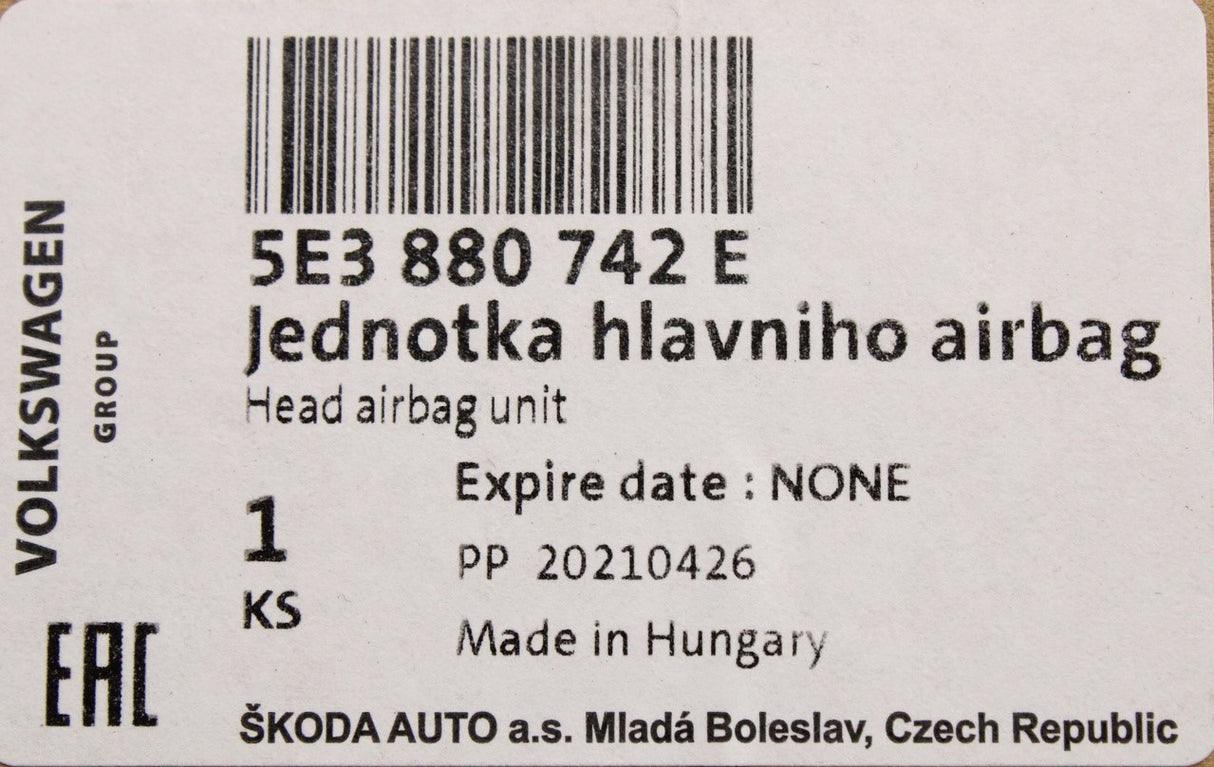 5E3 880 742 E
Jednotka hlavniho airbag
Head airbag unit
Expire date : NONE
1
PP 20210426
KS
Made in Hungary
ŠKODA AUTO a.s. Mladá Boleslav, Czech Republic
VOLKSWAGEN
GROUP
EAC